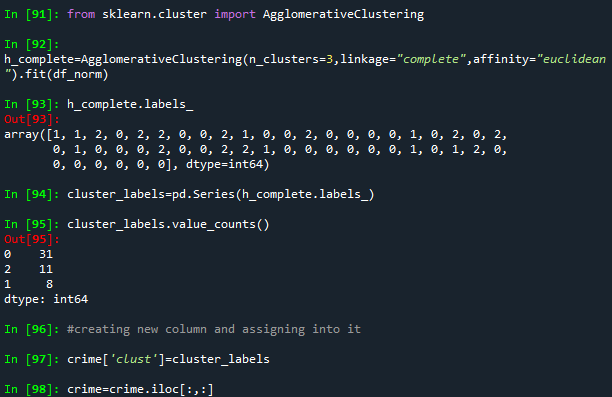 In [91]: from sklearn.cluster import AgglomerativeClustering
In [92]:
h_complete=AgglomerativeClustering(n_clusters=3,linkage="complete",affinity="euclidean
").fit(df_norm)
In [93]: h_complete.labels_
Out[93]:
array([1, 1, 2, 0, 2, 2, 0, 0, 2, 1, 0, 0, 2, 0, 0, 0, 0, 1, 0, 2, 0, 2,
0, 1, 0, 0, 0, 2, 0, 0, 2, 2, 1, 0, 0, 0, 0, 0, 0, 1, 0, 1, 2, 0,
0, 0, 0, 0, 0, 0], dtype=int64)
In [94]: cluster_labels=pd.Series(h_complete.labels_)
In [95]: cluster_labels.value_counts()
Out[95]:
0 31
2 11
1 8
dtype: int64
In [96]: #creating new column and assigning into it
In [97]: crime['clust']=cluster_labels
In [98]: crime=crime.iloc[:,:]